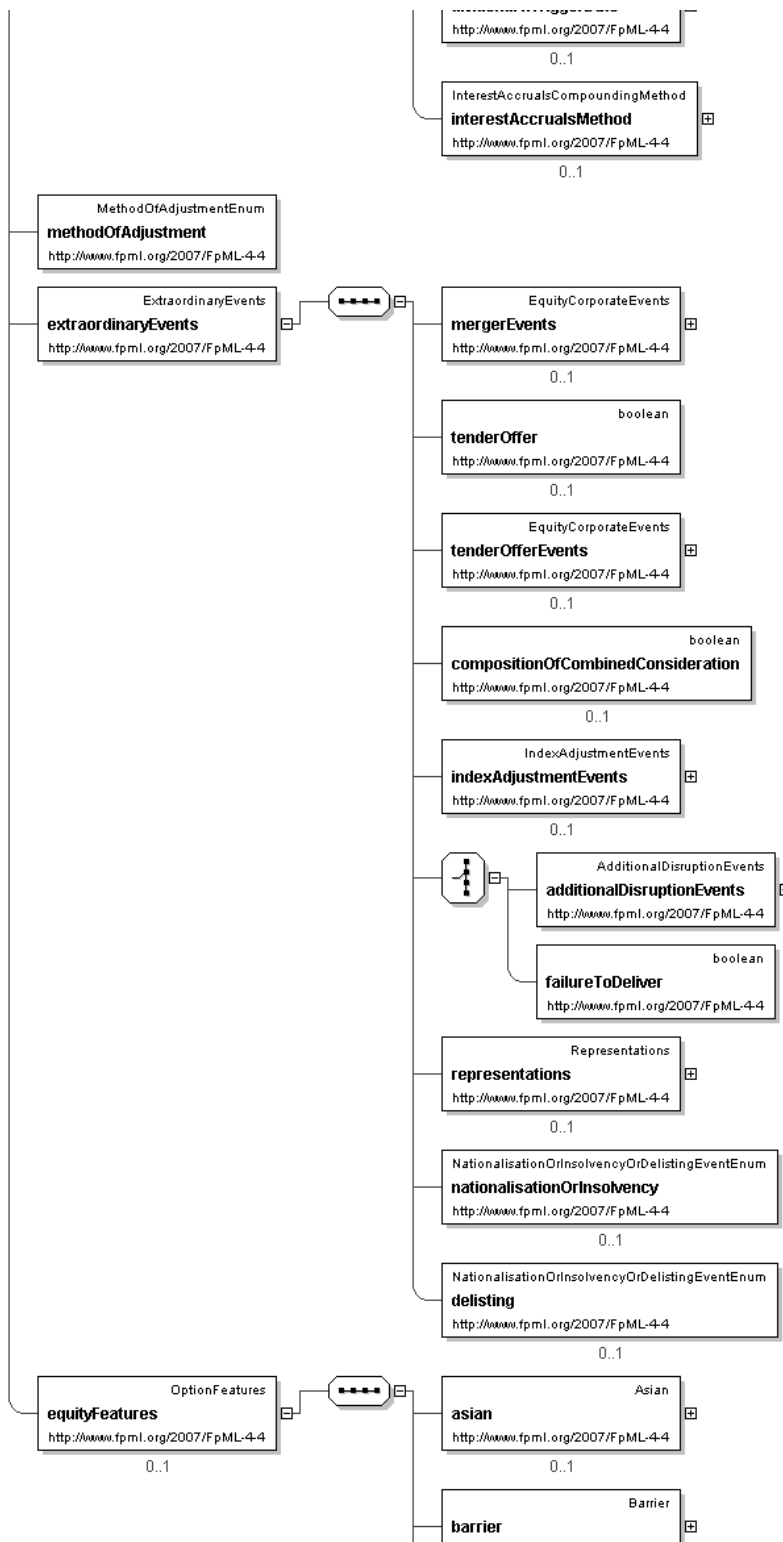 http://www.fpml.org/2007/FpML-4-4
0..1
InterestAccrualsCompoundingMethod
interestAccrualsMethod
http://www.fpml.org/2007/FpML-4-4
0..1
MethodOfAdjustmentEnum
methodOfAdjustment
http://www.fpml.org/2007/FpML-4-4
ExtraordinaryEvents
extraordinaryEvents
http://www.fpml.org/2007/FpML-4-4
EquityCorporateEvents
mergerEvents
http://www.fpml.org/2007/FpML-4-4
0..1
boolean
tenderOffer
http://www.fpml.org/2007/FpML-4-4
0..1
EquityCorporateEvents
tenderOfferEvents
http://www.fpml.org/2007/FpML-4-4
0..1
boolean
compositionOfCombinedConsideration
http://www.fpml.org/2007/FpML-4-4
0..1
IndexAdjustmentEvents
indexAdjustmentEvents
http://www.fpml.org/2007/FpML-4-4
0..1
AdditionalDisruptionEvents
additionalDisruptionEvents
http://www.fpml.org/2007/FpML-4-4
boolean
failureToDeliver
http://www.fpml.org/2007/FpML-4-4
Representations
representations
http://www.fpml.org/2007/FpML-4-4
0..1
NationalisationOrInsolvencyOrDelistingEventEnum
nationalisationOrInsolvency
http://www.fpml.org/2007/FpML-4-4
0..1
NationalisationOrInsolvencyOrDelistingEventEnum
delisting
http://www.fpml.org/2007/FpML-4-4
0..1
OptionFeatures
equityFeatures
http://www.fpml.org/2007/FpML-4-4
0..1
Asian
asian
http://www.fpml.org/2007/FpML-4-4
0..1
Barrier
barrier